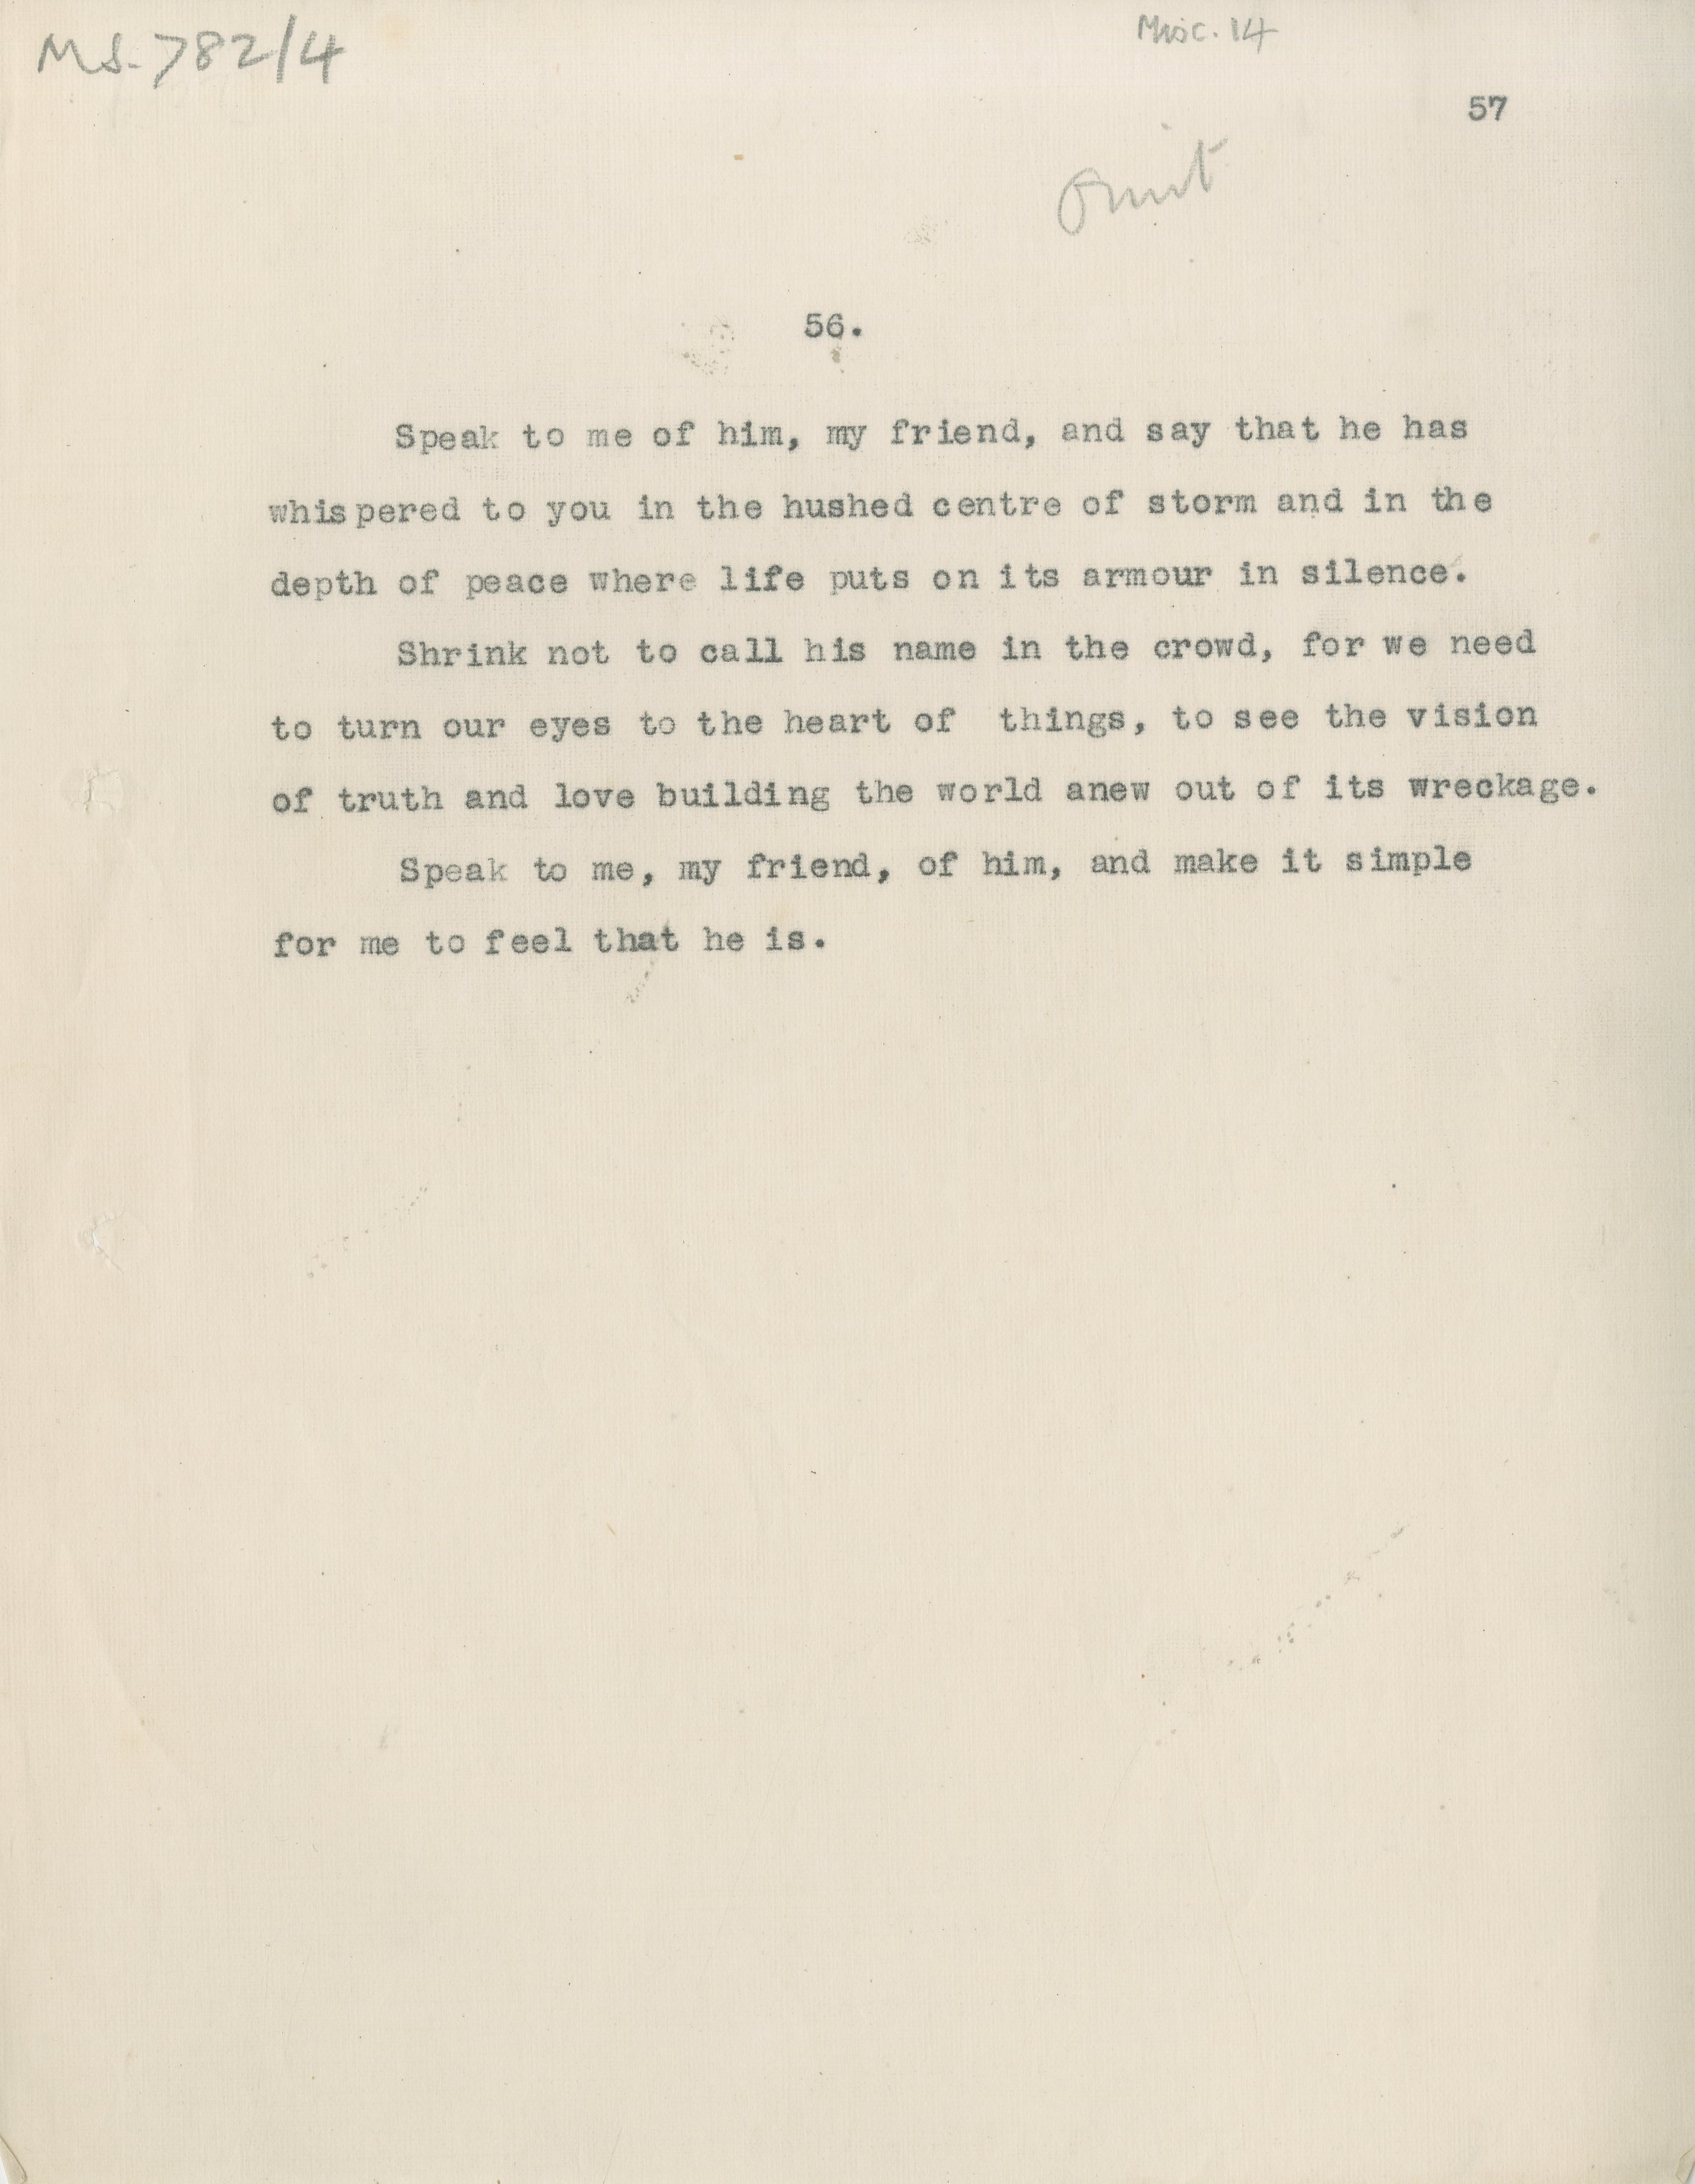 MS. 782/4
Misc. 14
57
Omit
56.
Speak to me of him, my friend, and say that he has
whispered to you in the hushed centre of storm and in the
depth of peace where life puts on its armour in silence.
Shrink not to call his name in the crowd, for we need
to turn our eyes to the heart of things, to see the vision
of truth and love building the world anew out of its wreckage.
Speak to me, my friend, of him, and make it simple
for me to feel that he is.